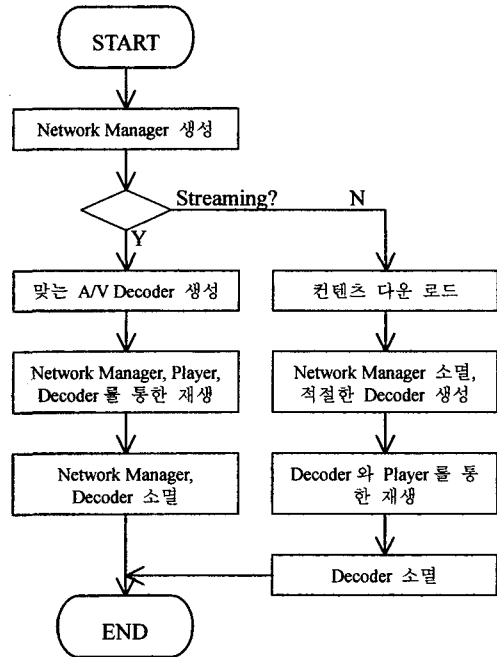 START
Network Manager 생성
Streaming?
N
Y
맞는 A/V Decoder 생성
Network Manager, Player,
Decoder 를 통한 재생
Network Manager,
Decoder 소멸
컨텐츠 다운 로드
Network Manager 소멸,
적절한 Decoder 생성
Decoder 와 Player 를 통
한 재생
Decoder 소멸
END